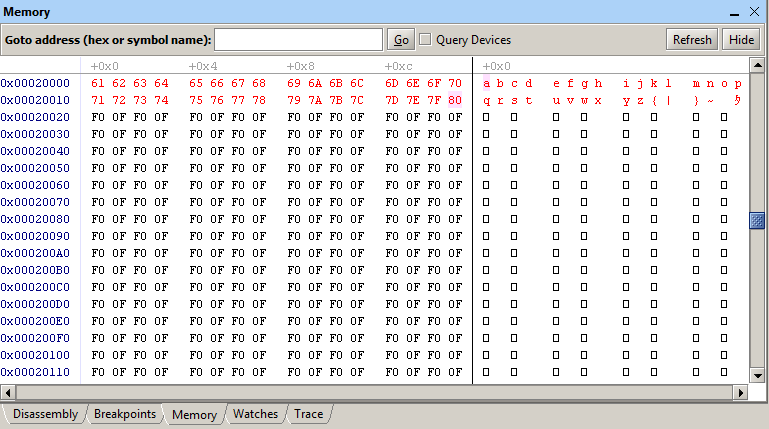 Memory
Goto address (hex or symbol name): Go Query Devices Refresh Hide
+0x0 +0x4 +0x8 +0xc +0x0
0x00020000 61 62 63 64 65 66 67 68 69 6A 6B 6C 6D 6E 6F 70 a b c d e f g h i j k l m n o p
0x00020010 71 72 73 74 75 76 77 78 79 7A 7B 7C 7D 7E 7F 80 q r s t u v w x y z { | } ~
0x00020020 F0 0F F0 0F F0 0F F0 0F F0 0F F0 0F F0 0F F0 0F
0x00020030 F0 0F F0 0F F0 0F F0 0F F0 0F F0 0F F0 0F F0 0F
0x00020040 F0 0F F0 0F F0 0F F0 0F F0 0F F0 0F F0 0F F0 0F
0x00020050 F0 0F F0 0F F0 0F F0 0F F0 0F F0 0F F0 0F F0 0F
0x00020060 F0 0F F0 0F F0 0F F0 0F F0 0F F0 0F F0 0F F0 0F
0x00020070 F0 0F F0 0F F0 0F F0 0F F0 0F F0 0F F0 0F F0 0F
0x00020080 F0 0F F0 0F F0 0F F0 0F F0 0F F0 0F F0 0F F0 0F
0x00020090 F0 0F F0 0F F0 0F F0 0F F0 0F F0 0F F0 0F F0 0F
0x000200A0 F0 0F F0 0F F0 0F F0 0F F0 0F F0 0F F0 0F F0 0F
0x000200B0 F0 0F F0 0F F0 0F F0 0F F0 0F F0 0F F0 0F F0 0F
0x000200C0 F0 0F F0 0F F0 0F F0 0F F0 0F F0 0F F0 0F F0 0F
0x000200D0 F0 0F F0 0F F0 0F F0 0F F0 0F F0 0F F0 0F F0 0F
0x000200E0 F0 0F F0 0F F0 0F F0 0F F0 0F F0 0F F0 0F F0 0F
0x000200F0 F0 0F F0 0F F0 0F F0 0F F0 0F F0 0F F0 0F F0 0F
0x00020100 F0 0F F0 0F F0 0F F0 0F F0 0F F0 0F F0 0F F0 0F
0x00020110 F0 0F F0 0F F0 0F F0 0F F0 0F F0 0F F0 0F F0 0F
Disassembly Breakpoints Memory Watches Trace